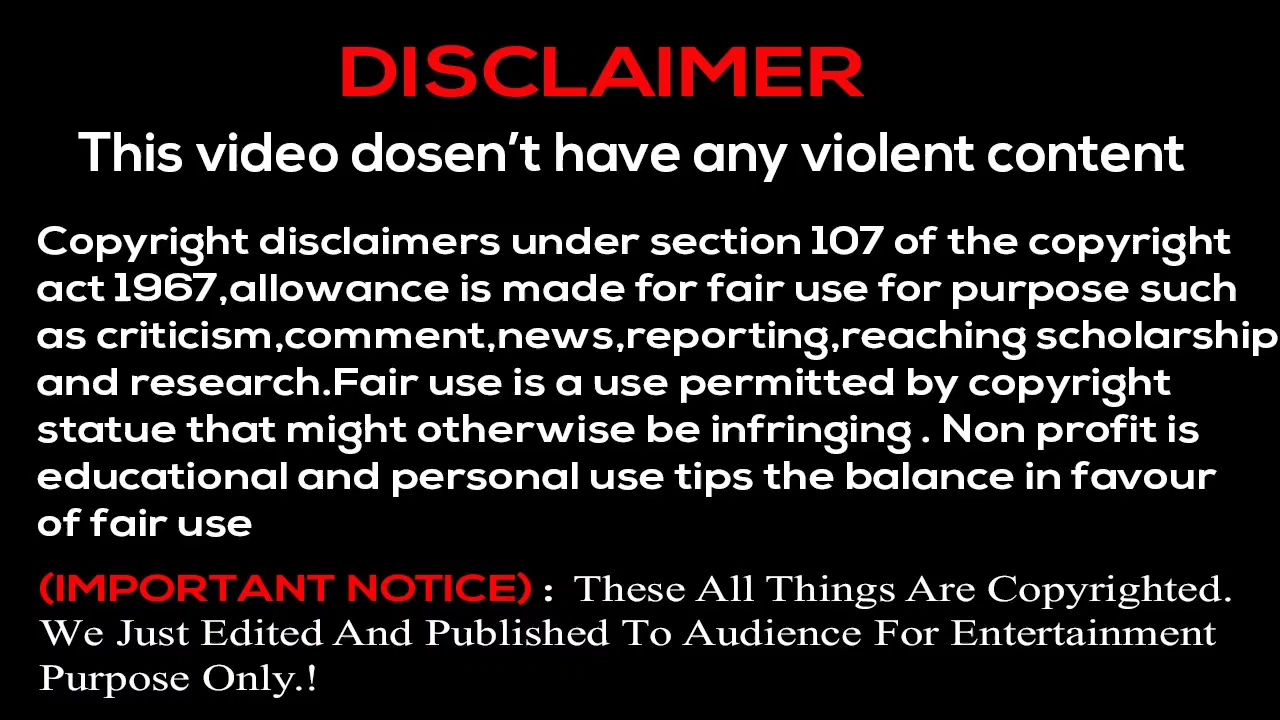 DISCLAIMER
This video dosen’t have any violent content
Copyright disclaimers under section 107 of the copyright
act 1967,allowance is made for fair use for purpose such
as criticism,comment,news,reporting,reaching scholarship
and research.Fair use is a use permitted by copyright
statue that might otherwise be infringing . Non profit is
educational and personal use tips the balance in favour
of fair use
(IMPORTANT NOTICE) : These All Things Are Copyrighted.
We Just Edited And Published To Audience For Entertainment
Purpose Only.!